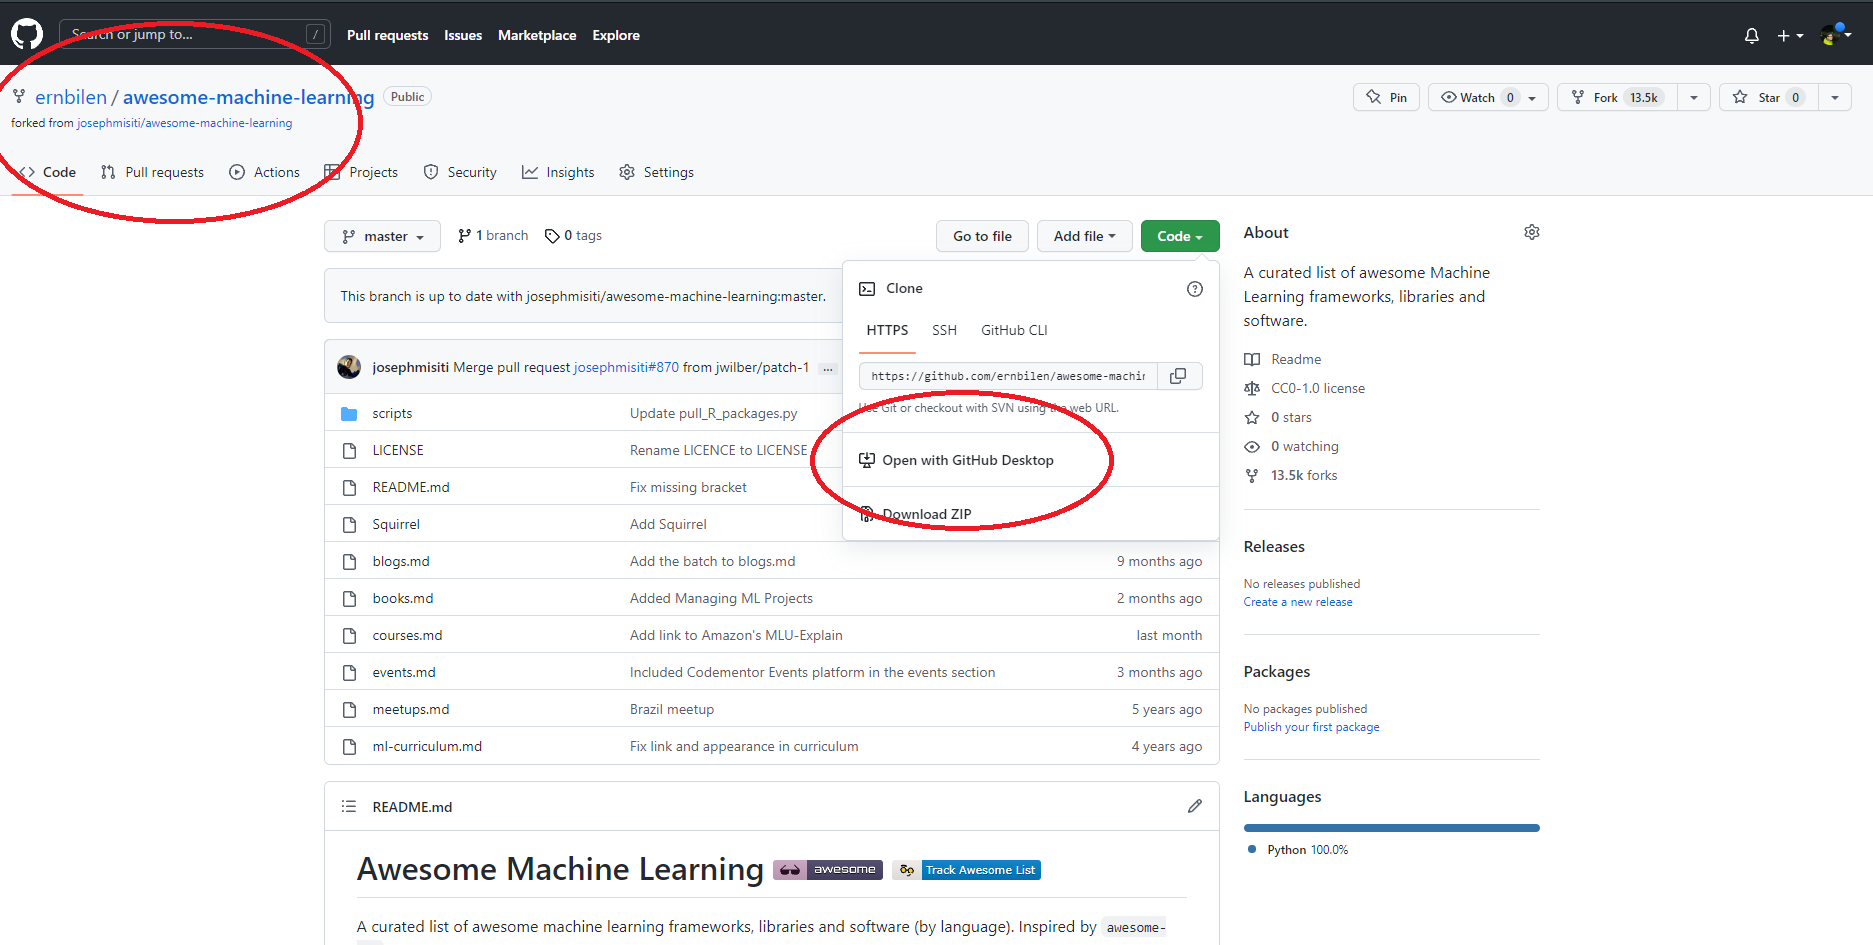 Search or jump to...
/
Pull requests Issues Marketplace Explore
ernbilen / awesome-machine-learning Public
Pin
Watch 0
Fork 13.5k
Star 0
forked from josephmisiti/awesome-machine-learning
Code Pull requests Actions Projects Security Insights Settings
master 1 branch 0 tags
Go to file Add file Code
This branch is up to date with josephmisiti/awesome-machine-learning:master.
Clone
HTTPS SSH GitHub CLI
https://github.com/ernbilen/awesome-machin
Use Git or checkout with SVN using the web URL.
Open with GitHub Desktop
Download ZIP
josephmisiti Merge pull request josephmisiti#870 from jwilber/patch-1 ...
scripts Update pull_R_packages.py
LICENSE Rename LICENCE to LICENSE
README.md Fix missing bracket
Squirrel Add Squirrel
blogs.md Add the batch to blogs.md 9 months ago
books.md Added Managing ML Projects 2 months ago
courses.md Add link to Amazon's MLU-Explain last month
events.md Included Codementor Events platform in the events section 3 months ago
meetups.md Brazil meetup 5 years ago
ml-curriculum.md Fix link and appearance in curriculum 4 years ago
README.md
Awesome Machine Learning awesome Track Awesome List
A curated list of awesome machine learning frameworks, libraries and software (by language). Inspired by awesome-
About
A curated list of awesome Machine
Learning frameworks, libraries and
software.
Readme
CC0-1.0 license
0 stars
0 watching
13.5k forks
Releases
No releases published
Create a new release
Packages
No packages published
Publish your first package
Languages
Python 100.0%